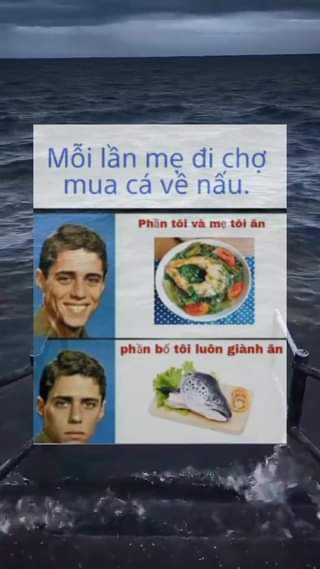 Mỗi lần mẹ đi chợ
mua cá về nấu.
Phần tôi và mẹ tôi ăn
phần bố tôi luôn giành ăn